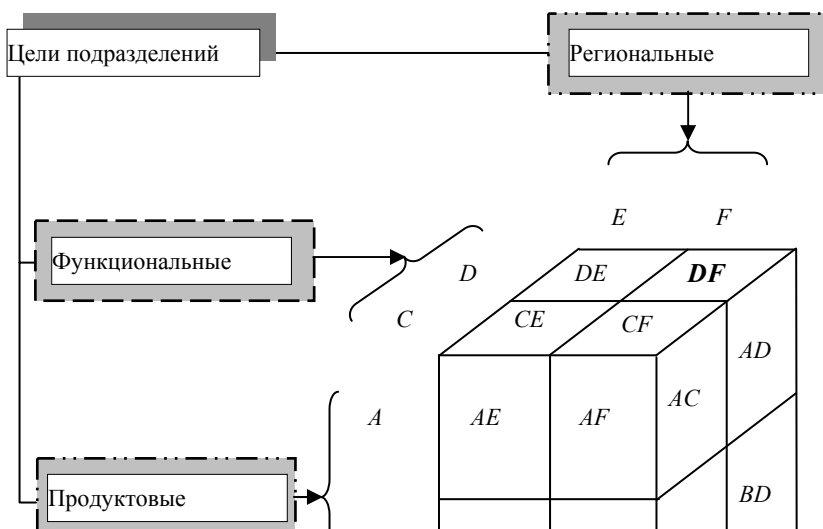 Цели подразделений
Региональные
E F
Функциональные
D
DE DF
C
CE CF
AD
A
AE AF AC
Продуктовые
BD